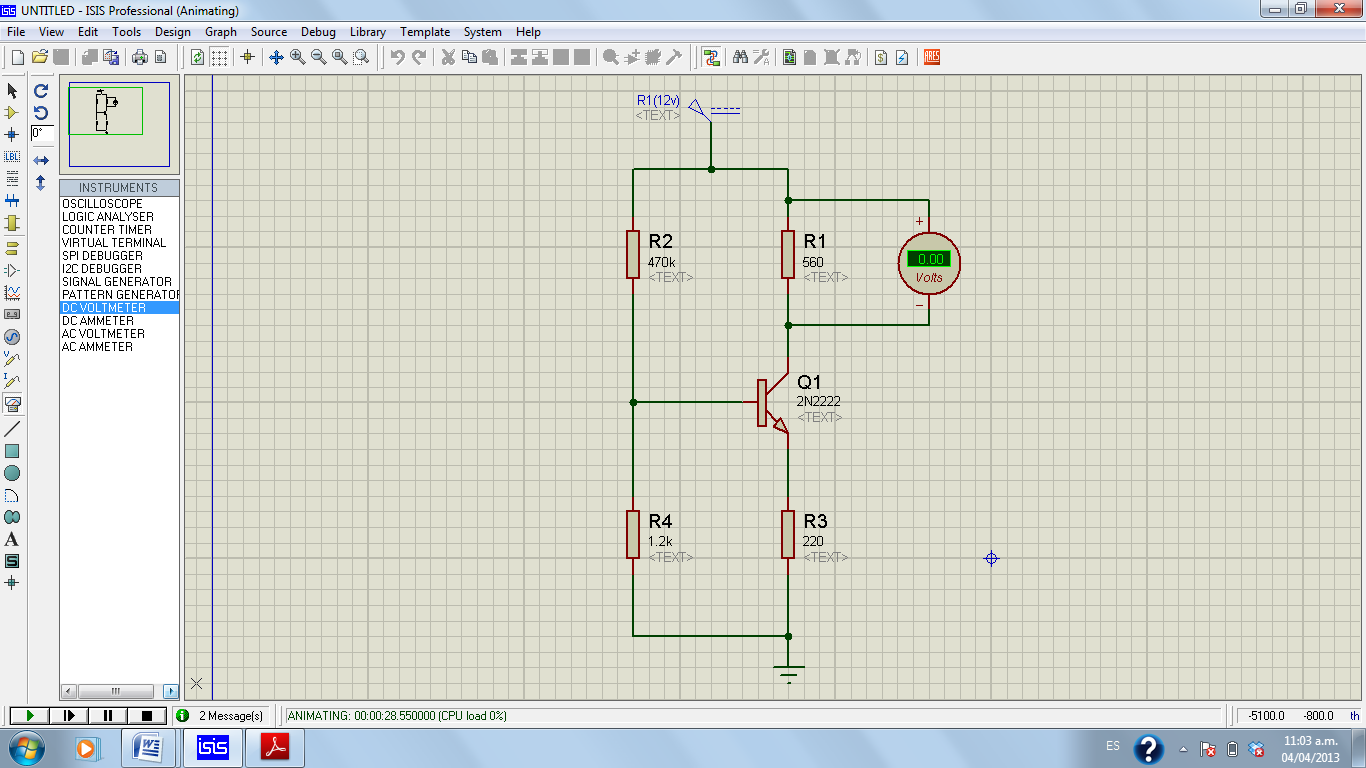 UNTITLED - ISIS Professional (Animating)
File View Edit Tools Design Graph Source Debug Library Template System Help
LBL
A
S
0°
INSTRUMENTS
OSCILLOSCOPE
LOGIC ANALYSER
COUNTER TIMER
VIRTUAL TERMINAL
SPI DEBUGGER
I2C DEBUGGER
SIGNAL GENERATOR
PATTERN GENERATOR
DC VOLTMETER
DC AMMETER
AC VOLTMETER
AC AMMETER
R1(12v)
<TEXT>
R2
470k
<TEXT>
R1
560
<TEXT>
+
0.00
Volts
−
Q1
2N2222
<TEXT>
R4
1.2k
<TEXT>
R3
220
<TEXT>
2 Message(s)
ANIMATING: 00:00:28.550000 (CPU load 0%)
-5100.0 -800.0 th
isis
ES
11:03 a.m.
04/04/2013